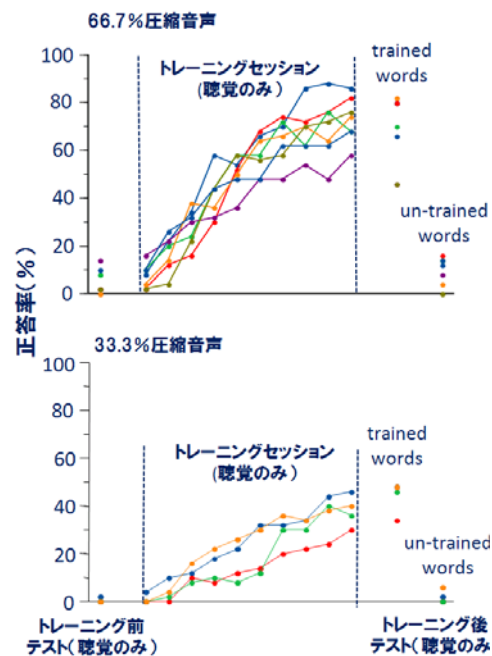 66.7%圧縮音声
トレーニングセッション
(聴覚のみ)
trained
words
un-trained
words
100
80
60
40
20
0
正答率(%)
33.3%圧縮音声
トレーニングセッション
(聴覚のみ)
trained
words
un-trained
words
100
80
60
40
20
0
トレーニング前
テスト(聴覚のみ)
トレーニング後
テスト(聴覚のみ)